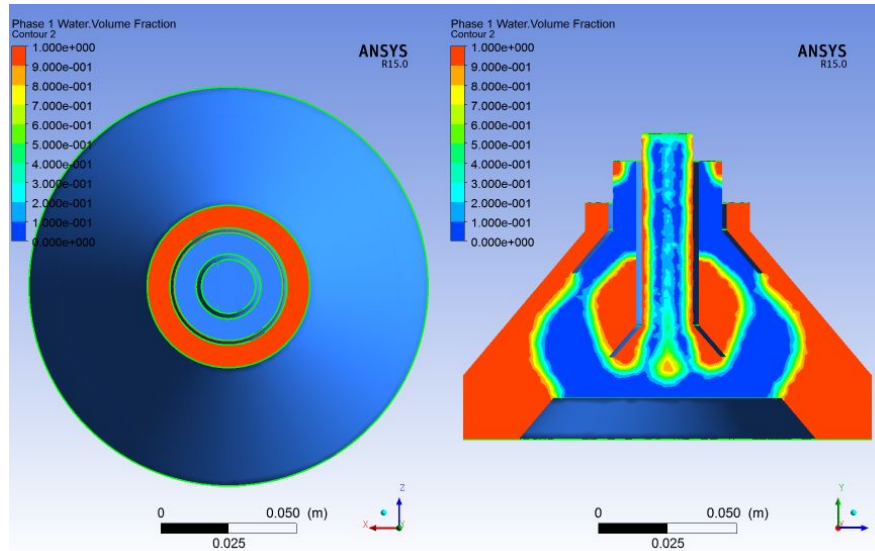 Phase 1 Water.Volume Fraction
Contour 2
1.000e+000
9.000e-001
8.000e-001
7.000e-001
6.000e-001
5.000e-001
4.000e-001
3.000e-001
2.000e-001
1.000e-001
0.000e+000
ANSYS
R15.0
0 0.050 (m)
0.025
Z
X
Y
Phase 1 Water.Volume Fraction
Contour 2
1.000e+000
9.000e-001
8.000e-001
7.000e-001
6.000e-001
5.000e-001
4.000e-001
3.000e-001
2.000e-001
1.000e-001
0.000e+000
ANSYS
R15.0
0 0.050 (m)
0.025
Y